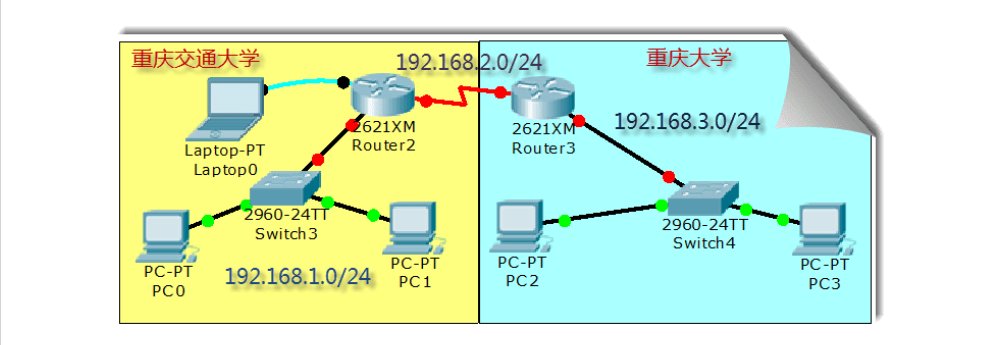 重庆交通大学
192.168.2.0/24
重庆大学
2621XM
Router2
2621XM
Router3
192.168.3.0/24
Laptop-PT
Laptop0
2960-24TT
Switch3
2960-24TT
Switch4
PC-PT
PC0
192.168.1.0/24
PC-PT
PC1
PC-PT
PC2
PC-PT
PC3